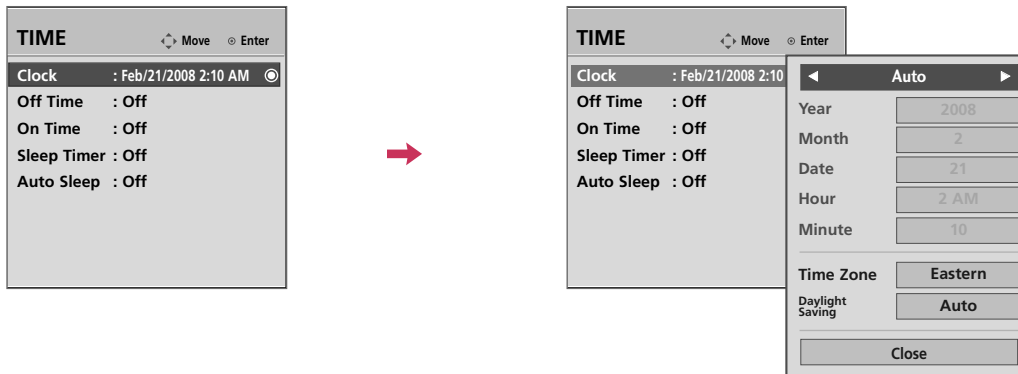 TIME Move Enter
Clock : Feb/21/2008 2:10 AM
Off Time : Off
On Time : Off
Sleep Timer : Off
Auto Sleep : Off
TIME Move Enter
Clock : Feb/21/2008 2:10
Off Time : Off
On Time : Off
Sleep Timer : Off
Auto Sleep : Off
Auto
Year 2008
Month 2
Date 21
Hour 2 AM
Minute 10
Time Zone Eastern
Daylight
Saving Auto
Close